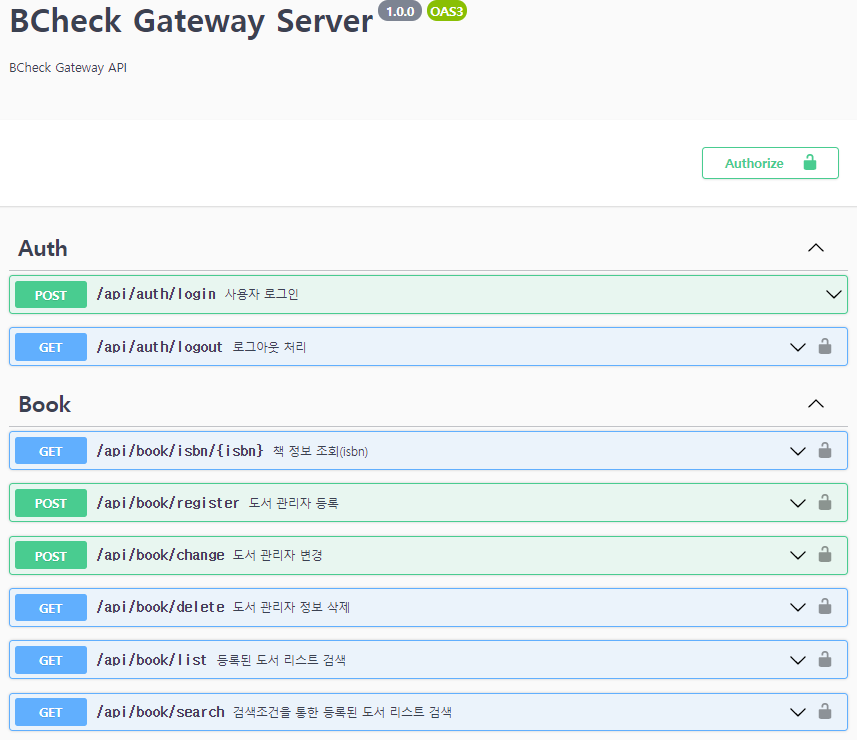 BCheck Gateway Server 1.0.0 OAS3
BCheck Gateway API
Authorize
Auth
POST /api/auth/login 사용자 로그인
GET /api/auth/logout 로그아웃 처리
Book
GET /api/book/isbn/{isbn} 책 정보 조회(isbn)
POST /api/book/register 도서 관리자 등록
POST /api/book/change 도서 관리자 변경
GET /api/book/delete 도서 관리자 정보 삭제
GET /api/book/list 등록된 도서 리스트 검색
GET /api/book/search 검색조건을 통한 등록된 도서 리스트 검색